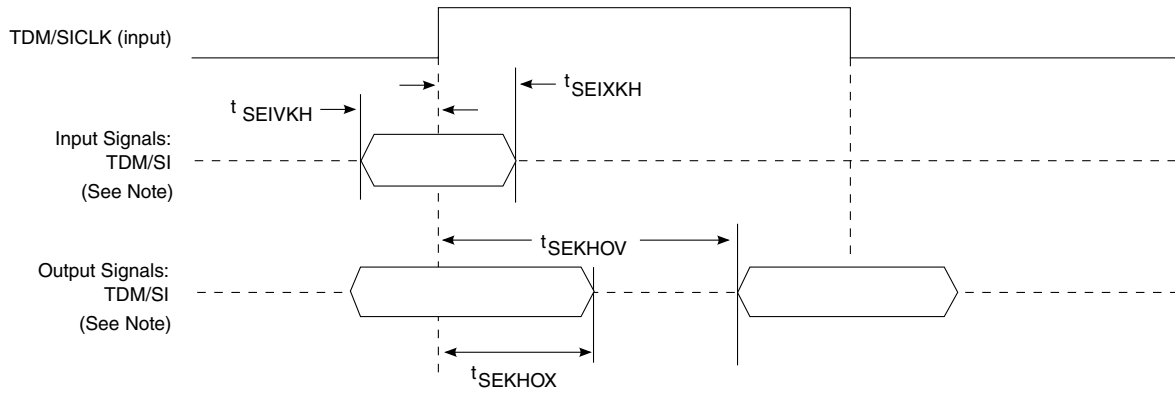 TDM/SICLK (input)
tSEIXKH
tSEIVKH
Input Signals:
TDM/SI
(See Note)
tSEKHOV
Output Signals:
TDM/SI
(See Note)
tSEKHOX